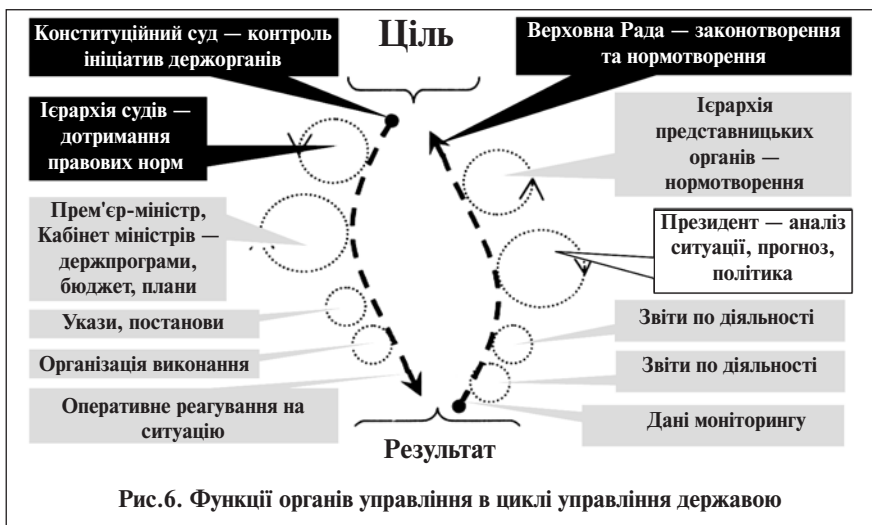 Ціль
Конституційний суд — контроль
ініціатив держорганів
Ієрархія судів —
дотримання
правових норм
Прем'єр-міністр,
Кабінет міністрів —
держпрограми,
бюджет, плани
Укази, постанови
Організація виконання
Оперативне реагування на
ситуацію
Верховна Рада — законотворення
та нормотворення
Ієрархія
представницьких
органів —
нормотворення
Президент — аналіз
ситуації, прогноз,
політика
Звіти по діяльності
Звіти по діяльності
Дані моніторингу
Результат
Рис.6. Функції органів управління в циклі управління державою